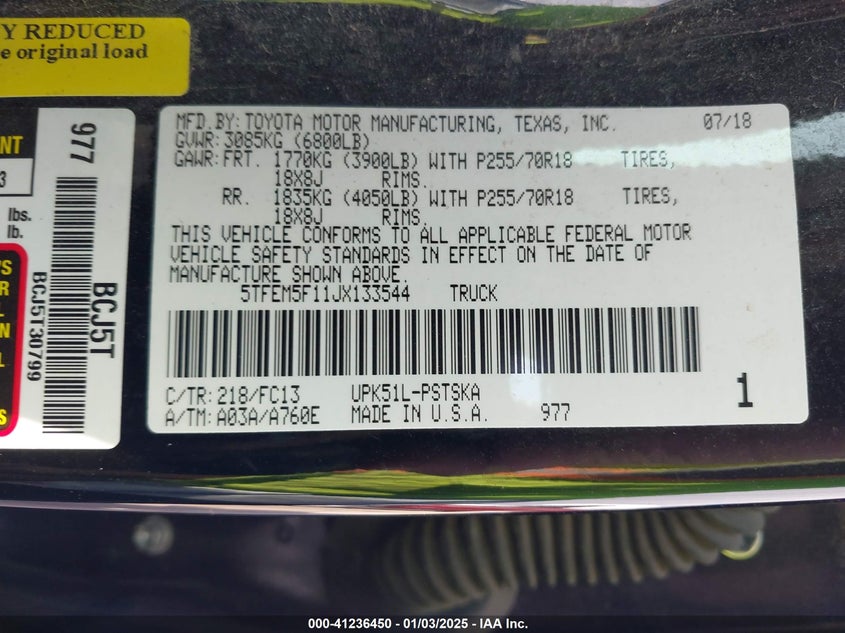 Y REDUCED
e original load
MFD.BY:TOYOTA MOTOR MANUFACTURING, TEXAS, INC. 07/18
GVWR:3085KG (6800LB)
GAWR:FRT. 1770KG (3900LB) WITH P255/70R18 TIRES,
18X8J RIMS.
RR. 1835KG (4050LB) WITH P255/70R18 TIRES,
18X8J RIMS.
THIS VEHICLE CONFORMS TO ALL APPLICABLE FEDERAL MOTOR
VEHICLE SAFETY STANDARDS IN EFFECT ON THE DATE OF
MANUFACTURE SHOWN ABOVE.
5TFEM5F11JX133544 TRUCK
C/TR:218/FC13 UPK51L-PSTSKA
A/TM:A03A/A760E MADE IN U.S.A. 977
1
977
BCJ5T30799
BCJ5T
NT
3
lbs.
lb.
'S
R
L
N
L
S
000-41236450 - 01/03/2025 - IAA Inc.